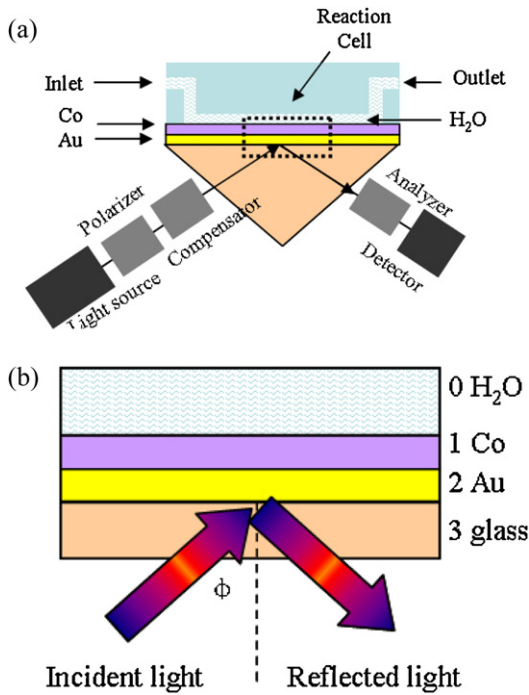 (a)
Reaction
Cell
Inlet
Outlet
Co
H₂O
Au
Polarizer
Compensator
Light source
Analyzer
Detector
(b)
0 H₂O
1 Co
2 Au
3 glass
Φ
Incident light
Reflected light